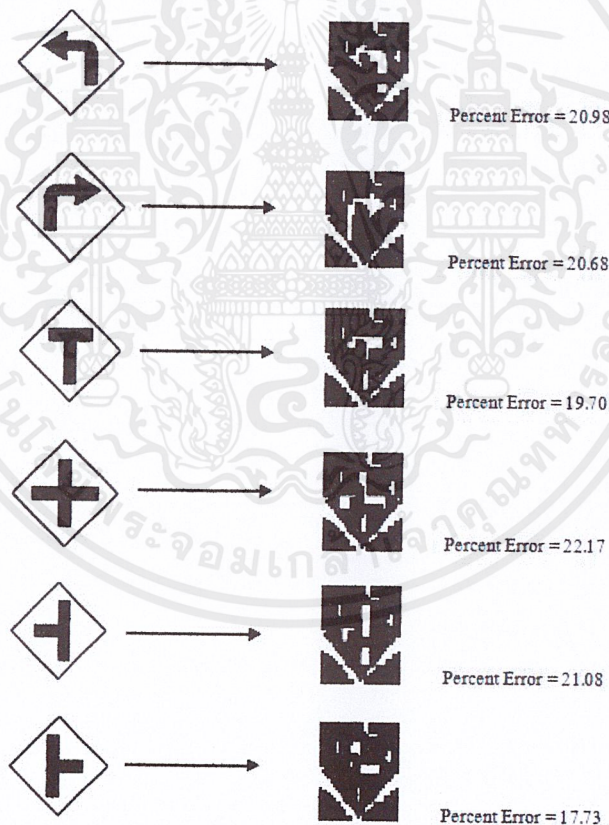 Percent Error = 20.98
Percent Error = 20.68
Percent Error = 19.70
Percent Error = 22.17
Percent Error = 21.08
Percent Error = 17.73